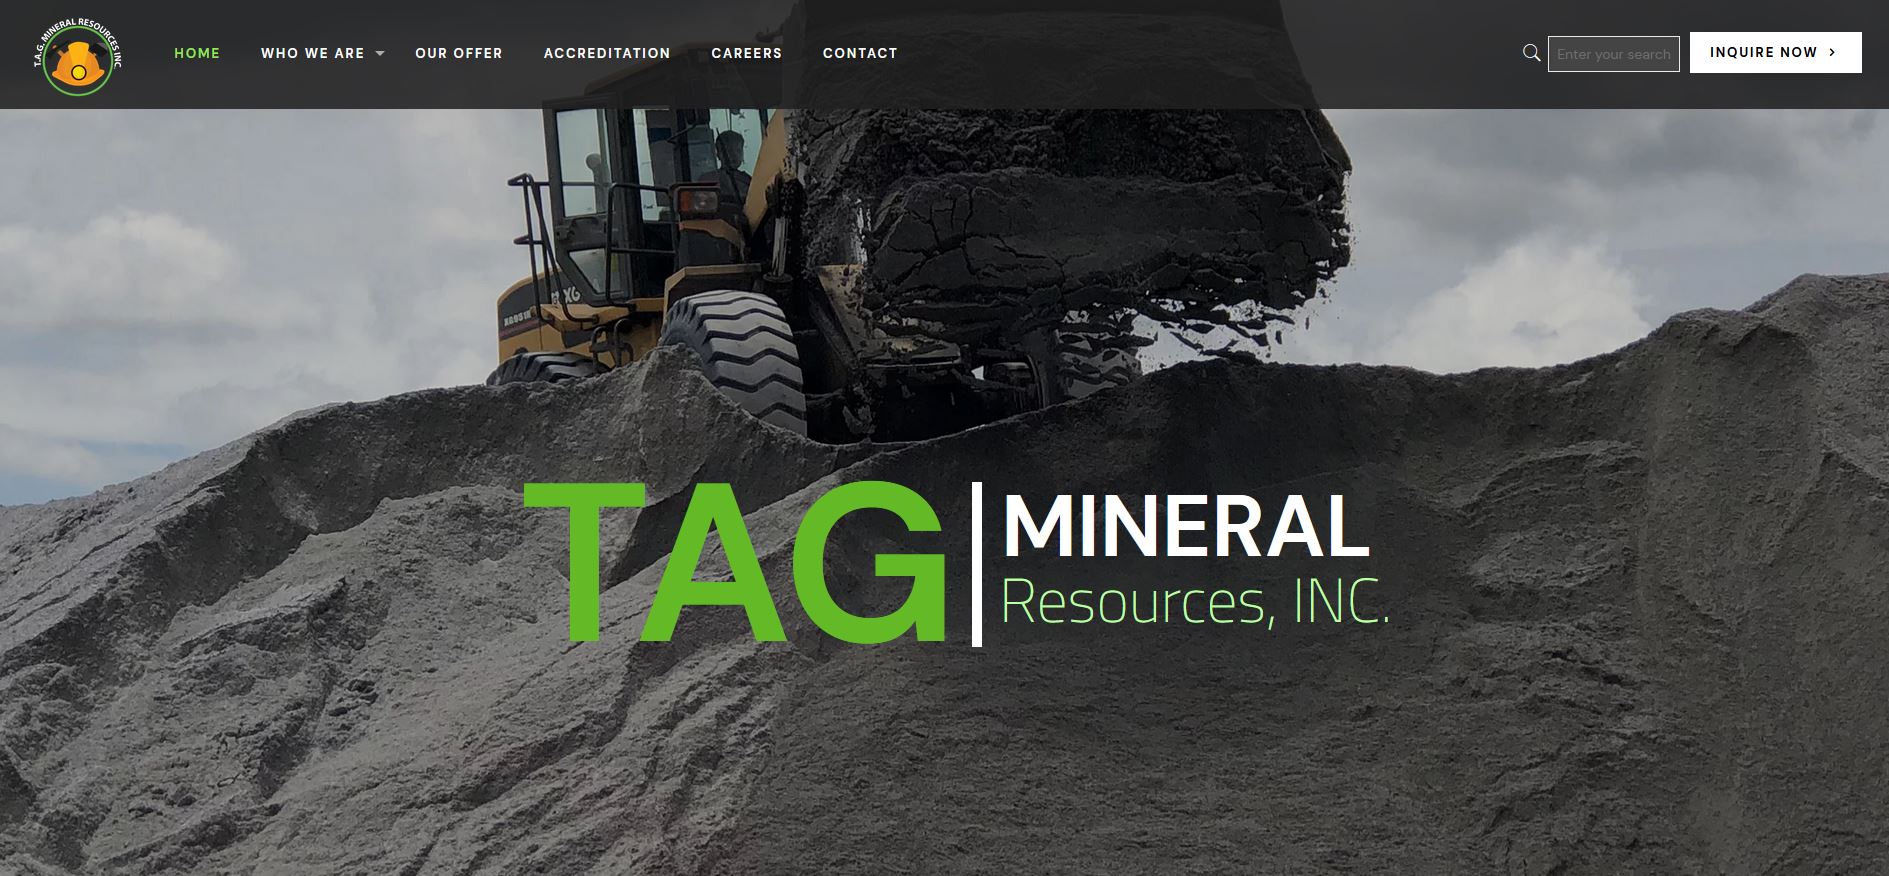 T.A.G. MINERAL RESOURCES INC
HOME
WHO WE ARE
OUR OFFER
ACCREDITATION
CAREERS
CONTACT
Enter your search
INQUIRE NOW
TAG
MINERAL
Resources, INC.